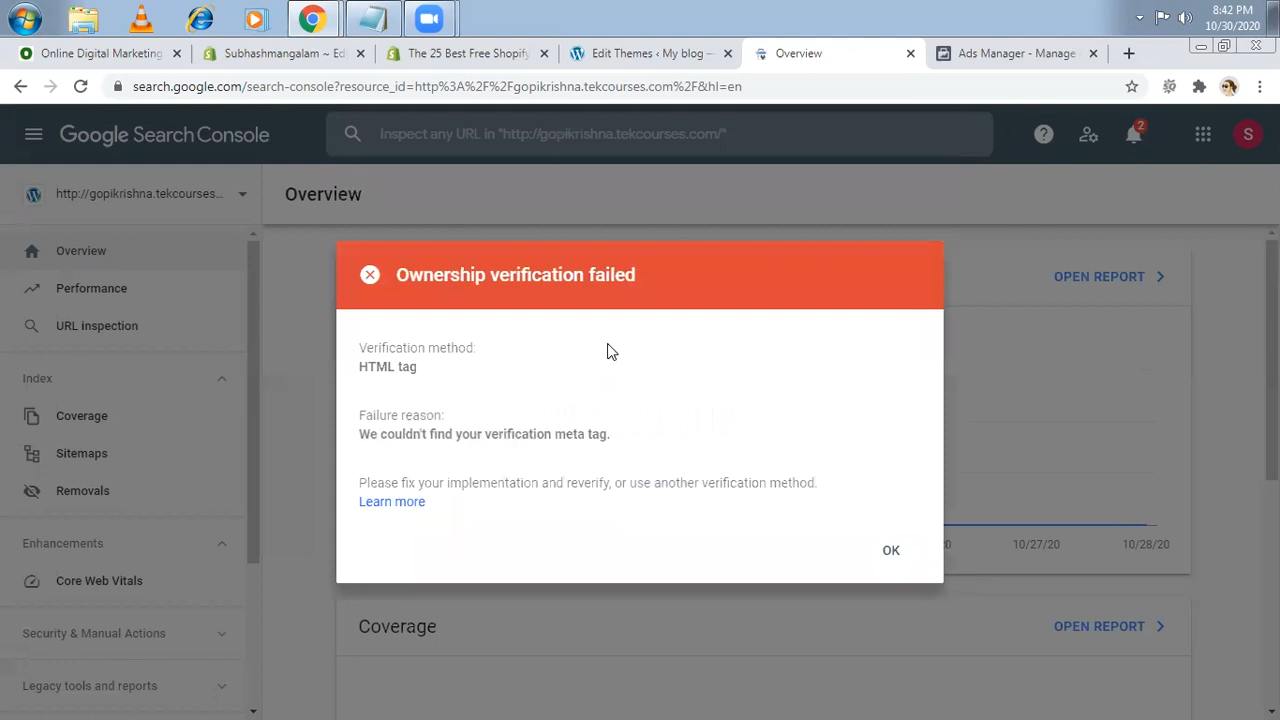 8:42 PM
10/30/2020
Online Digital Marketing
Subhashmangalam ~ Ed
The 25 Best Free Shopify
Edit Themes ‹ My blog —
Overview
Ads Manager - Manage
search.google.com/search-console?resource_id=http%3A%2F%2Fgopikrishna.tekcourses.com%2F&hl=en
Google Search Console
Inspect any URL in "http://gopikrishna.tekcourses.com/"
2
S
http://gopikrishna.tekcourses...
Overview
Overview
Performance
URL inspection
Index
Coverage
Sitemaps
Removals
Enhancements
Core Web Vitals
Security & Manual Actions
Legacy tools and reports
OPEN REPORT
Ownership verification failed
Verification method:
HTML tag
Failure reason:
We couldn't find your verification meta tag.
Please fix your implementation and reverify, or use another verification method.
Learn more
OK
10/27/20
10/28/20
Coverage
OPEN REPORT